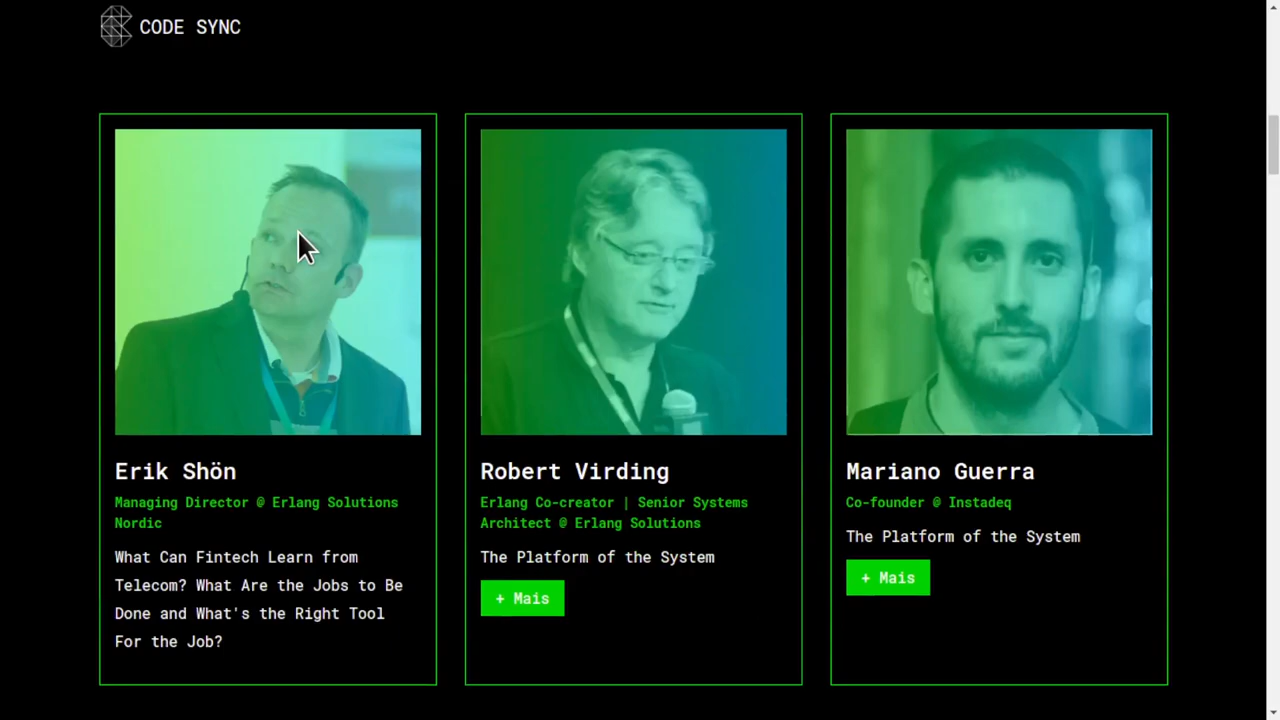 CODE SYNC
Erik Shön
Managing Director @ Erlang Solutions
Nordic
What Can Fintech Learn from
Telecom? What Are the Jobs to Be
Done and What's the Right Tool
For the Job?
Robert Virding
Erlang Co-creator | Senior Systems
Architect @ Erlang Solutions
The Platform of the System
+ Mais
Mariano Guerra
Co-founder @ Instadeq
The Platform of the System
+ Mais